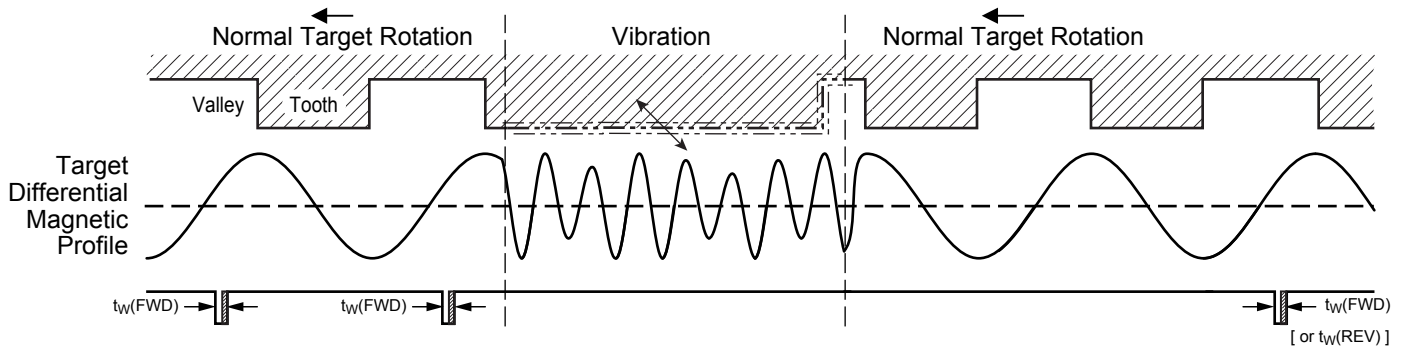 Normal Target Rotation
Vibration
Normal Target Rotation
Valley
Tooth
Target
Differential
Magnetic
Profile
tW(FWD)
tW(FWD)
tW(FWD)
[ or tW(REV) ]